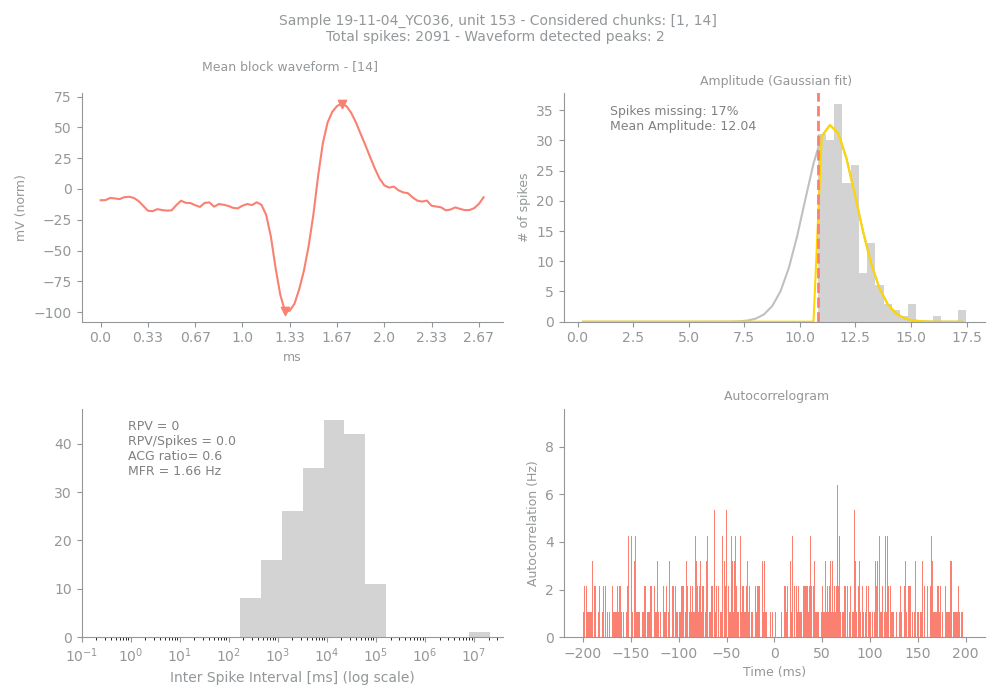 Sample 19-11-04_YC036, unit 153 - Considered chunks: [1, 14]
Total spikes: 2091 - Waveform detected peaks: 2
Mean block waveform - [14]
75
50
25
0
−25
−50
−75
−100
mV (norm)
0.0 0.33 0.67 1.0 1.33 1.67 2.0 2.33 2.67
ms
Amplitude (Gaussian fit)
Spikes missing: 17%
Mean Amplitude: 12.04
35
30
25
20
15
10
5
0
# of spikes
0.0 2.5 5.0 7.5 10.0 12.5 15.0 17.5
RPV = 0
RPV/Spikes = 0.0
ACG ratio= 0.6
MFR = 1.66 Hz
40
30
20
10
0
10⁻¹ 10⁰ 10¹ 10² 10³ 10⁴ 10⁵ 10⁶ 10⁷
Inter Spike Interval [ms] (log scale)
Autocorrelogram
8
6
4
2
0
Autocorrelation (Hz)
−200 −150 −100 −50 0 50 100 150 200
Time (ms)